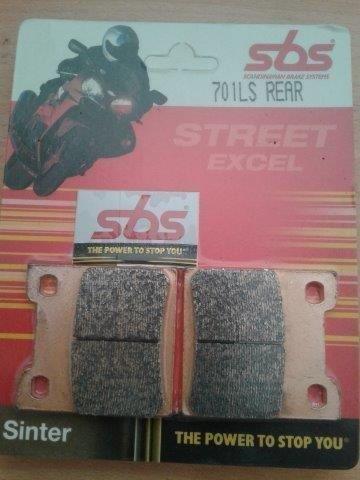 sbs
SCANDINAVIAN BRAKE SYSTEMS
701LS REAR
STREET
EXCEL
sbs
THE POWER TO STOP YOU
Sinter
THE POWER TO STOP YOU